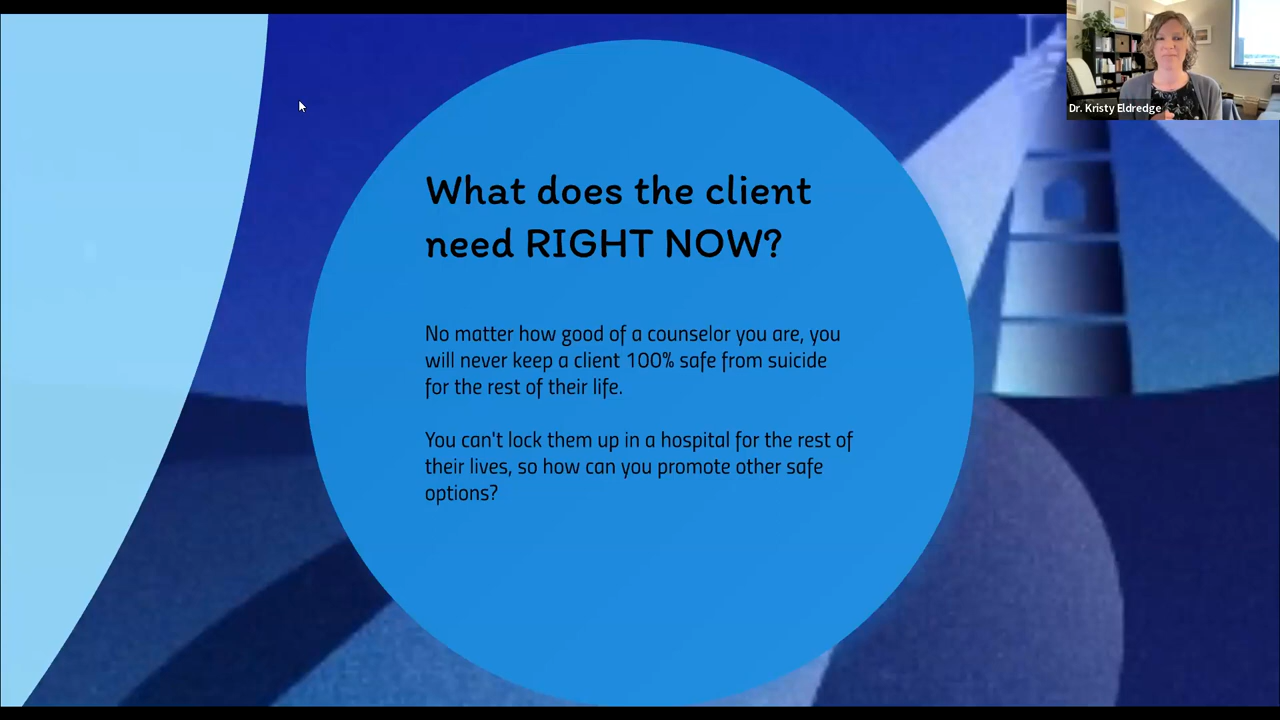 Dr. Kristy Eldredge
What does the client
need RIGHT NOW?
No matter how good of a counselor you are, you
will never keep a client 100% safe from suicide
for the rest of their life.
You can't lock them up in a hospital for the rest of
their lives, so how can you promote other safe
options?